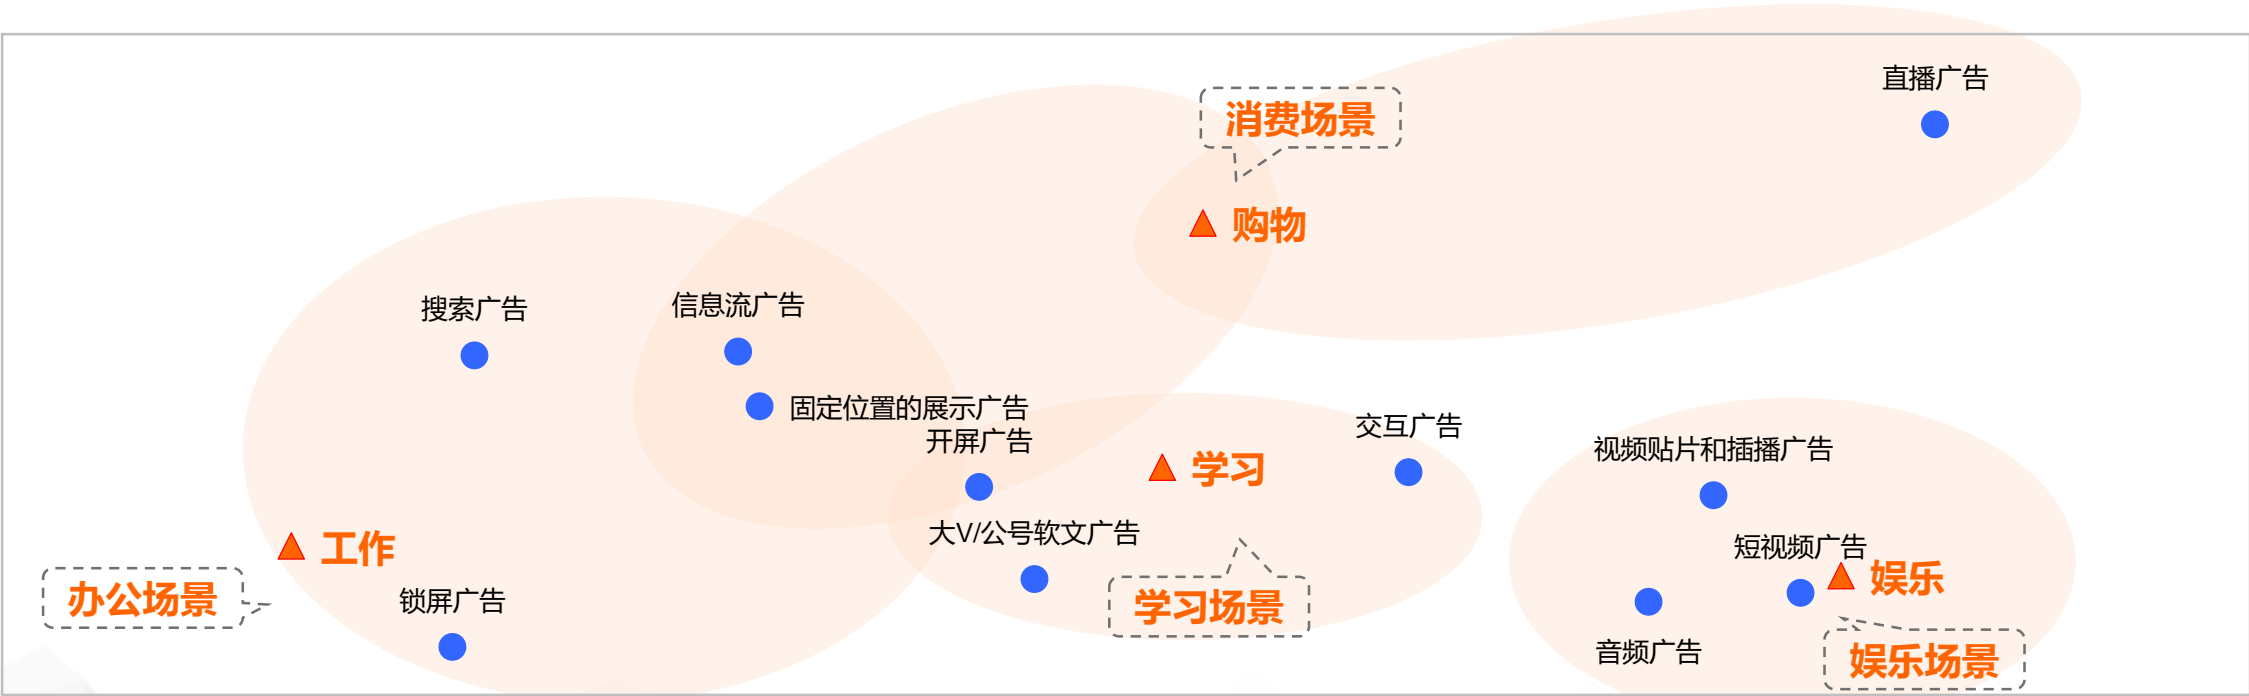 直播广告
消费场景
购物
搜索广告
信息流广告
固定位置的展示广告
开屏广告
交互广告
学习
视频贴片和插播广告
大V/公号软文广告
工作
短视频广告
娱乐
办公场景
锁屏广告
学习场景
音频广告
娱乐场景